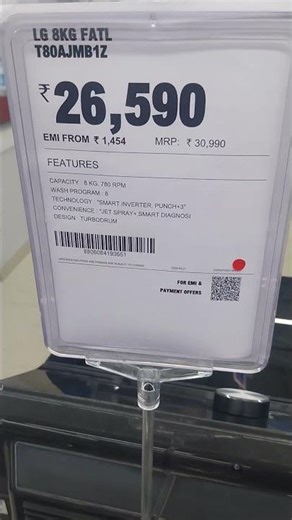 LG 8KG FATL
T80AJMB1Z
₹26,590
EMI FROM ₹ 1,454 MRP: ₹ 30,990
FEATURES
CAPACITY : 8 KG, 780 RPM
WASH PROGRAM : 8
TECHNOLOGY : "SMART INVERTER, PUNCH+3"
CONVENIENCE : "JET SPRAY+ SMART DIAGNOSI
DESIGN : TURBODRUM
8806084193651
FOR EMI &
PAYMENT OFFERS